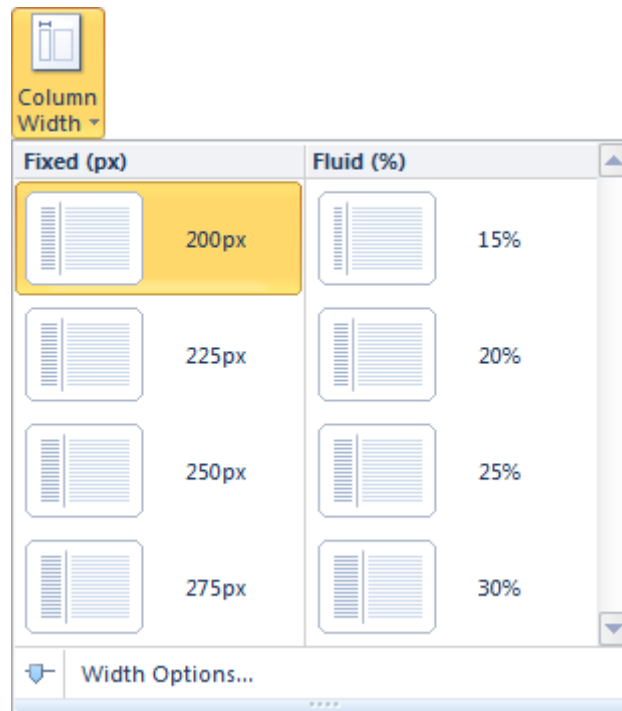 Column
Width
Fixed (px) Fluid (%)
200px 15%
225px 20%
250px 25%
275px 30%
Width Options...